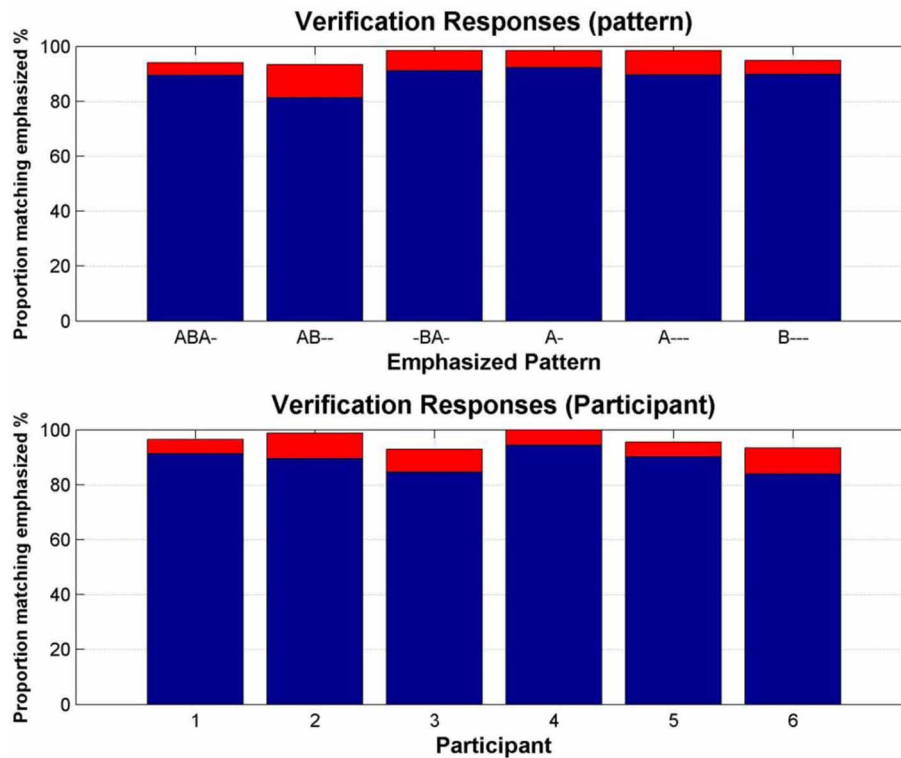 Verification Responses (pattern)
Proportion matching emphasized %
100
80
60
40
20
0
ABA- AB-- -BA- A- A--- B---
Emphasized Pattern
Verification Responses (Participant)
Proportion matching emphasized %
100
80
60
40
20
0
1 2 3 4 5 6
Participant